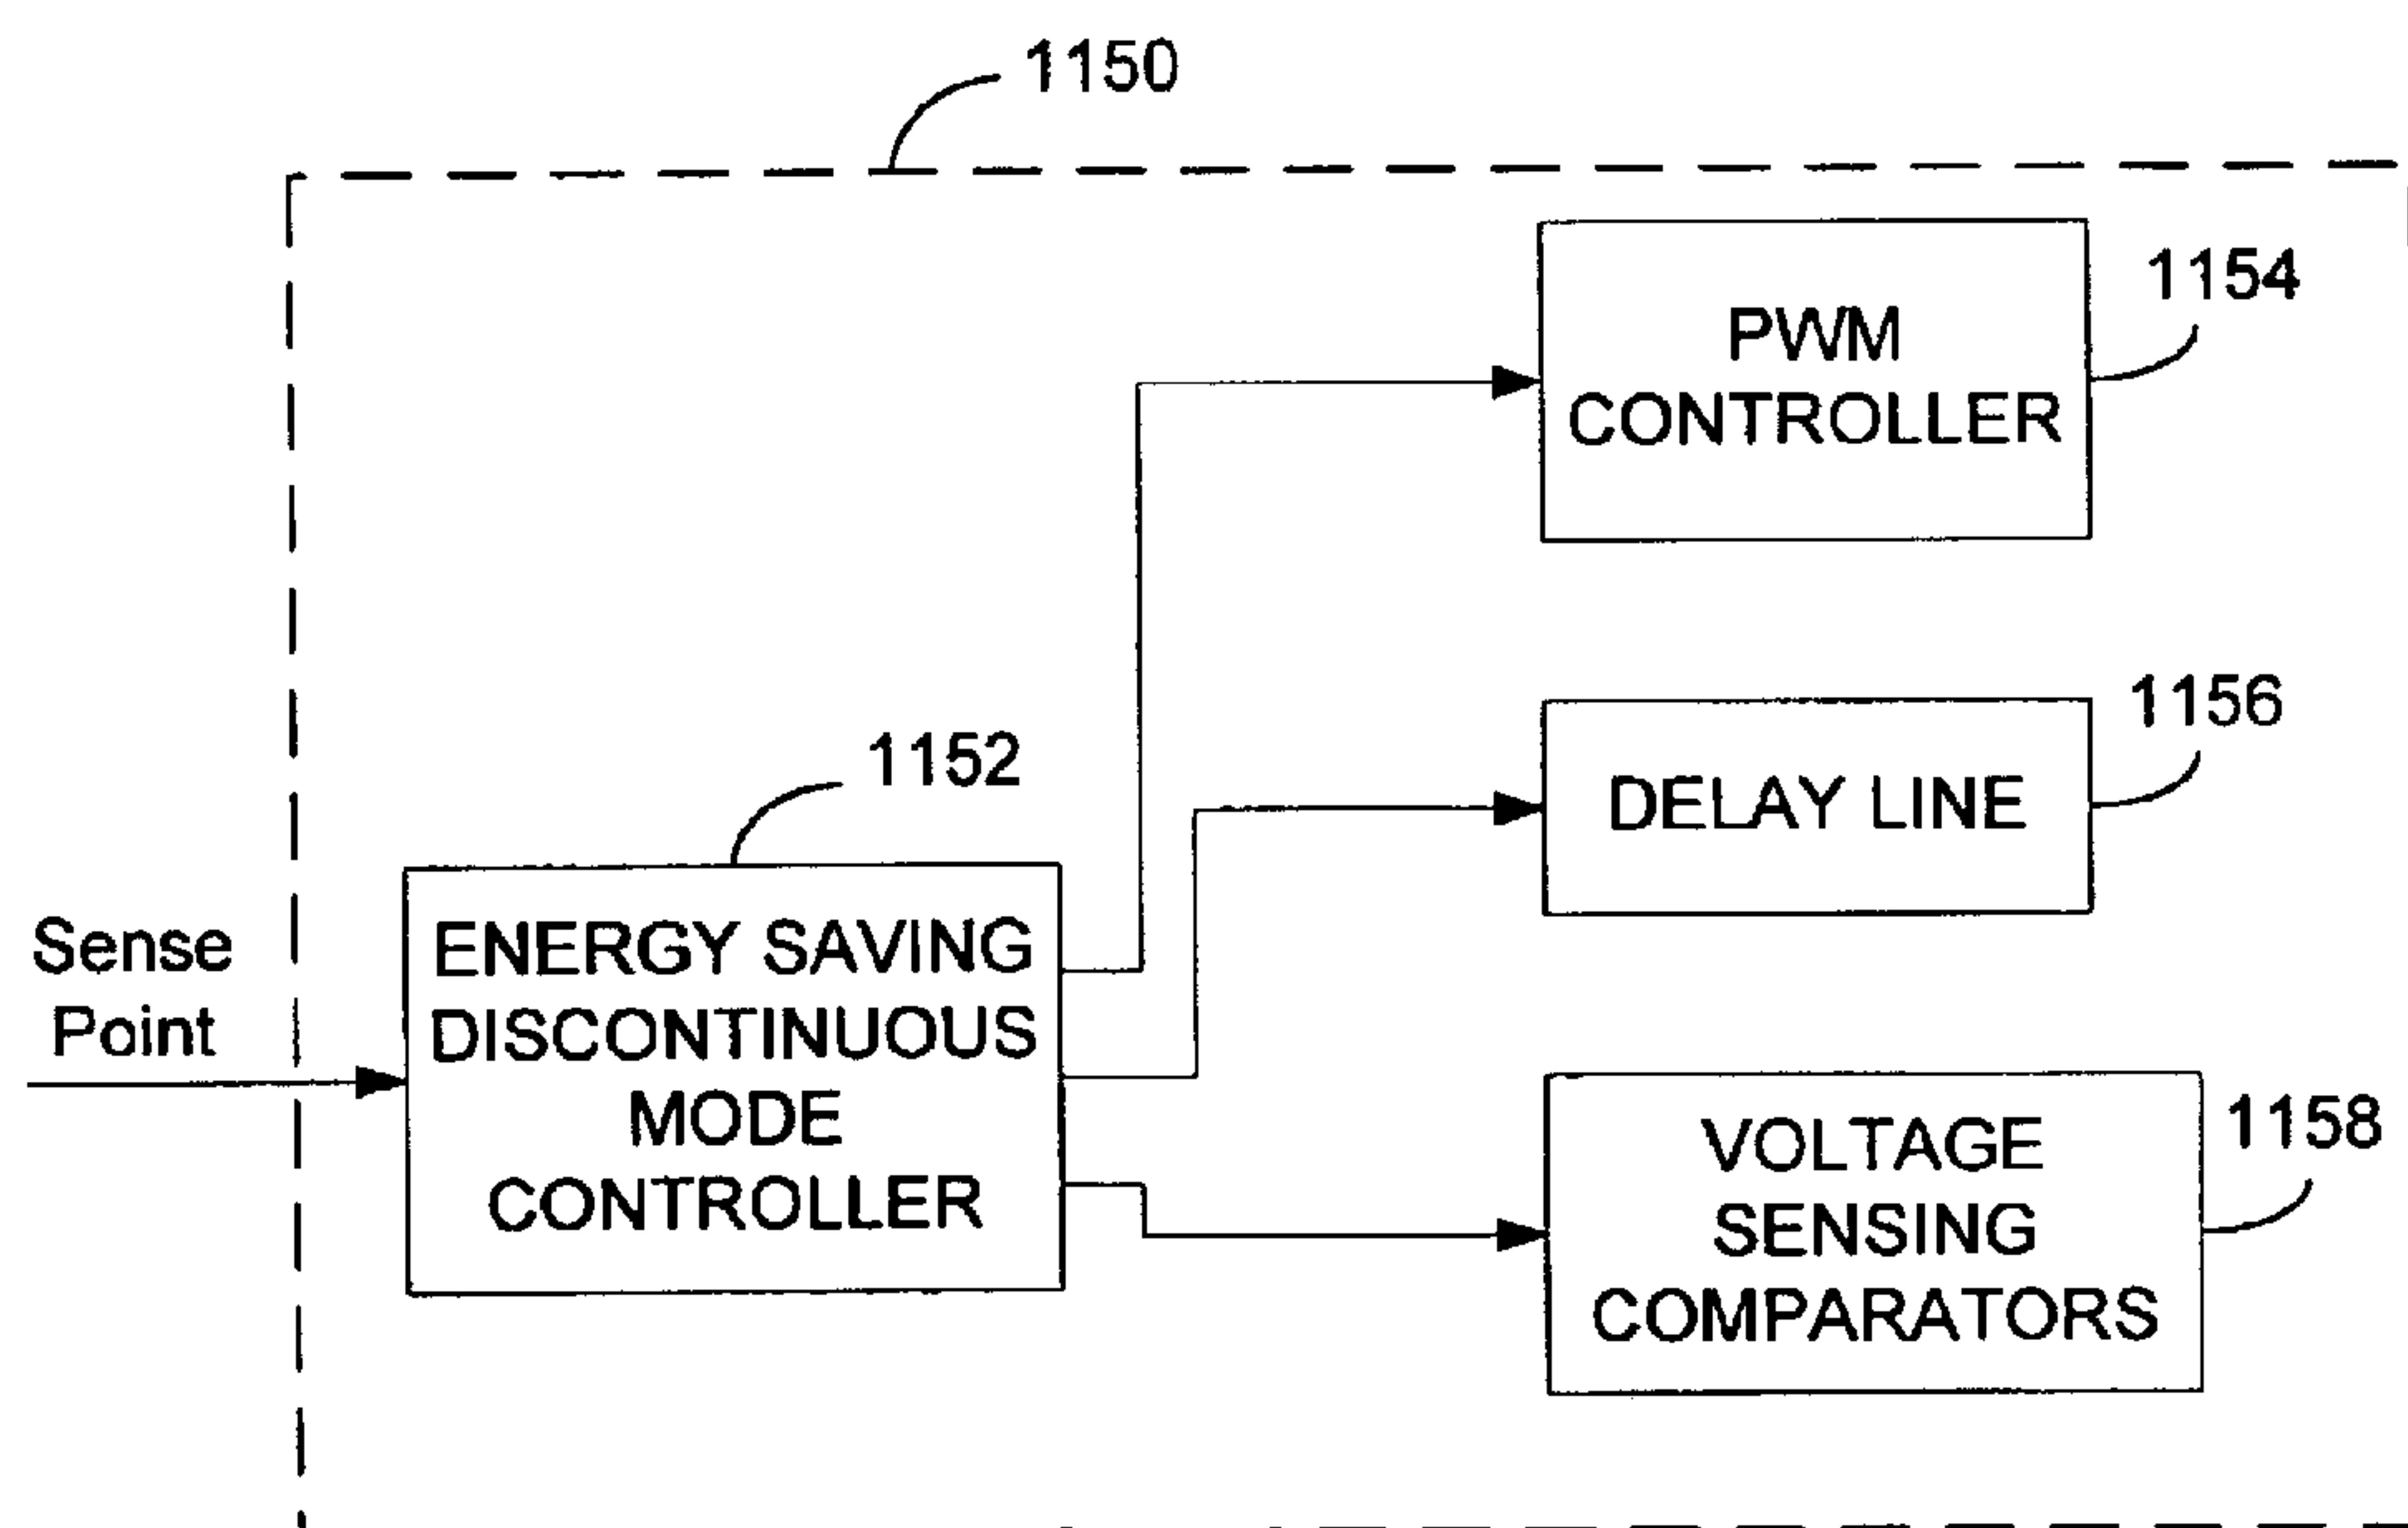 1150
PWM
CONTROLLER
1154
DELAY LINE
1156
1152
Sense
Point
ENERGY SAVING
DISCONTINUOUS
MODE
CONTROLLER
VOLTAGE
SENSING
COMPARATORS
1158